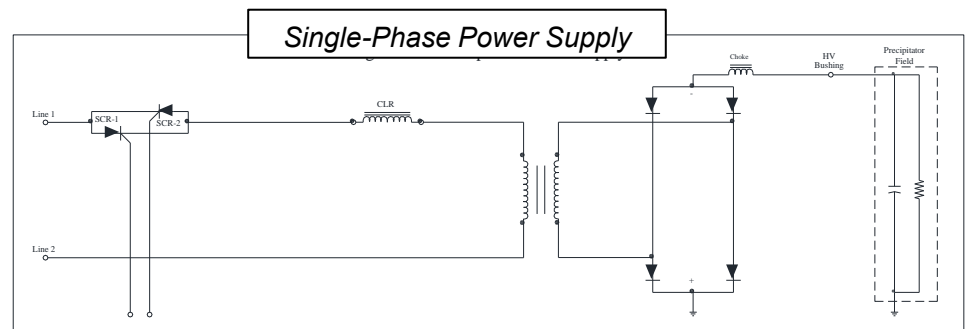 Single-Phase Power Supply
Line 1
SCR-1
SCR-2
CLR
-
Choke
HV
Bushing
Precipitator
Field
Line 2
+